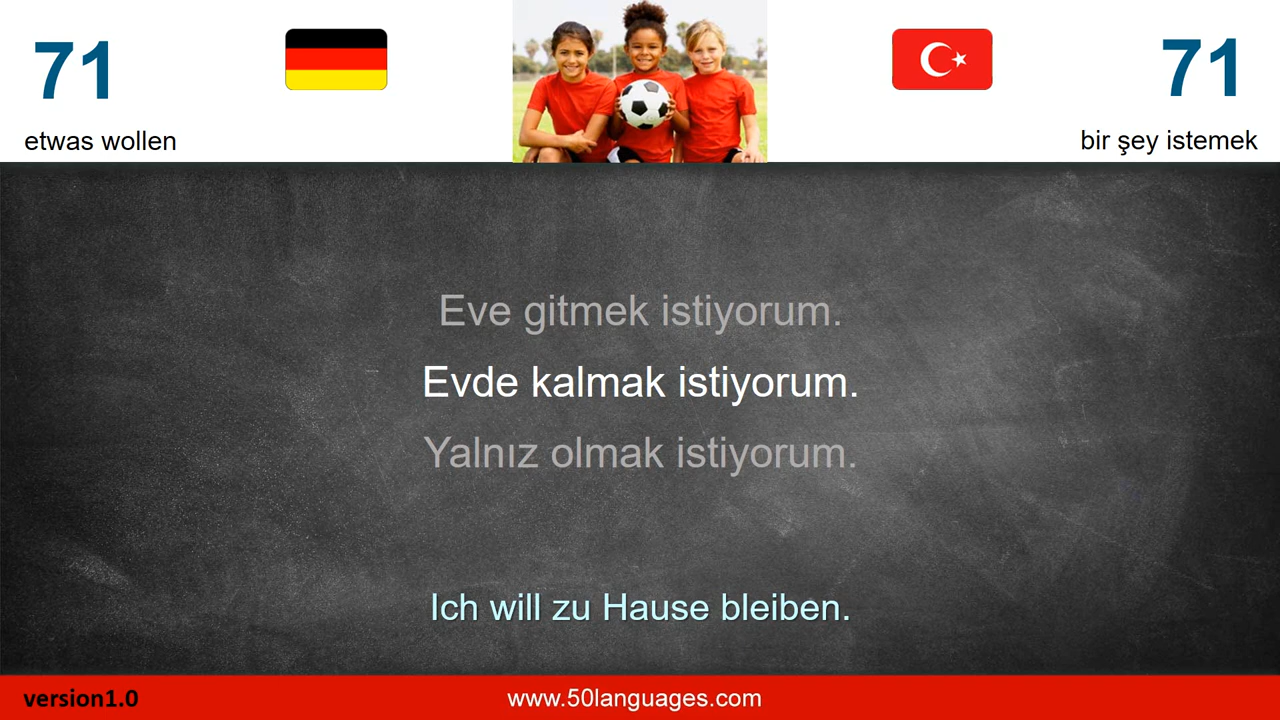 71
71
etwas wollen
bir şey istemek
Eve gitmek istiyorum.
Evde kalmak istiyorum.
Yalnız olmak istiyorum.
Ich will zu Hause bleiben.
version1.0
www.50languages.com